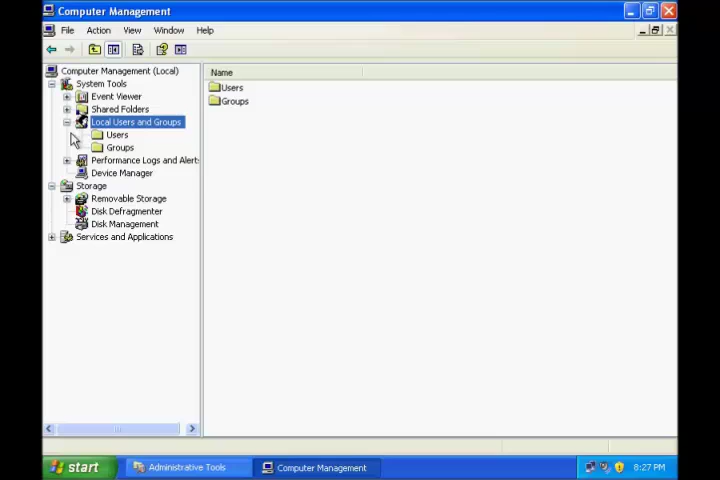 Computer Management
File Action View Window Help
Computer Management (Local)
System Tools
Event Viewer
Shared Folders
Local Users and Groups
Users
Groups
Performance Logs and Alerts
Device Manager
Storage
Removable Storage
Disk Defragmenter
Disk Management
Services and Applications
Name
Users
Groups
start
Administrative Tools
Computer Management
8:27 PM